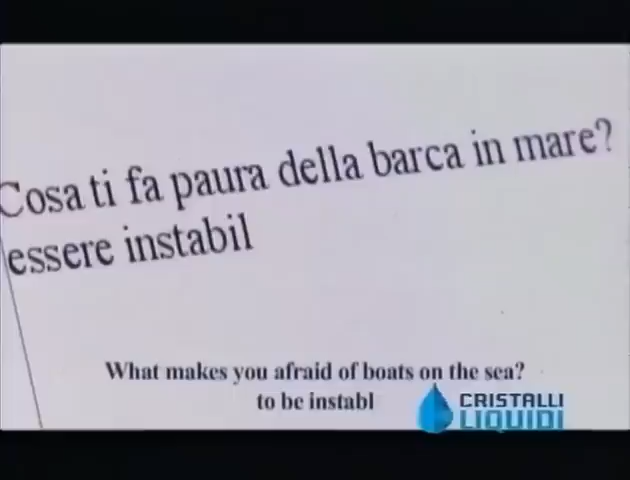 Cosa ti fa paura della barca in mare?
essere instabil
What makes you afraid of boats on the sea?
to be instabl
CRISTALLI
LIQUIDI